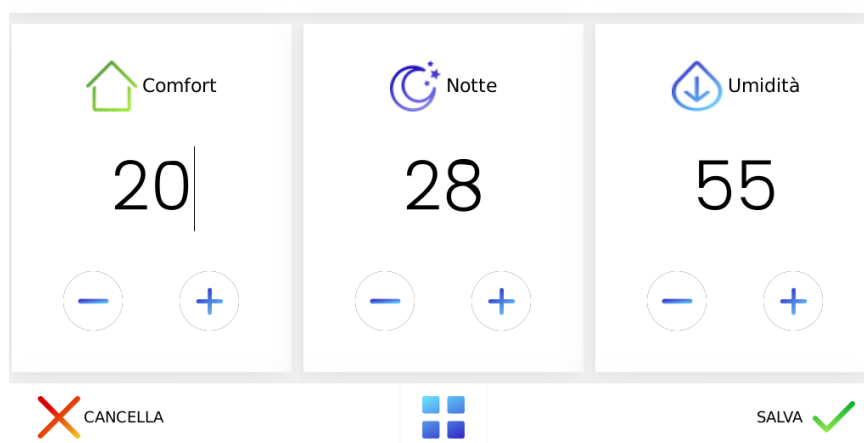 Comfort
Notte
Umidità
20
28
55
CANCELLA
SALVA